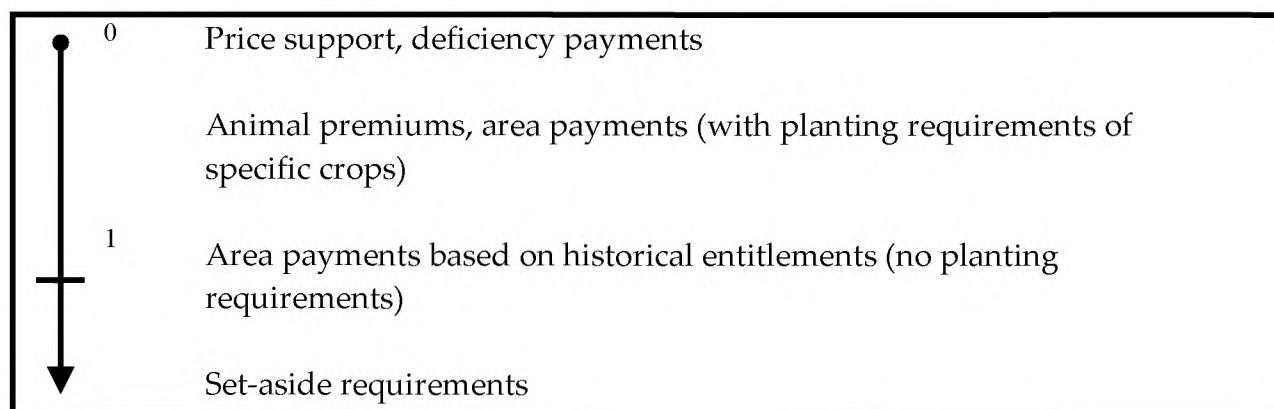 0 Price support, deficiency payments
Animal premiums, area payments (with planting requirements of
specific crops)
1 Area payments based on historical entitlements (no planting
requirements)
Set-aside requirements